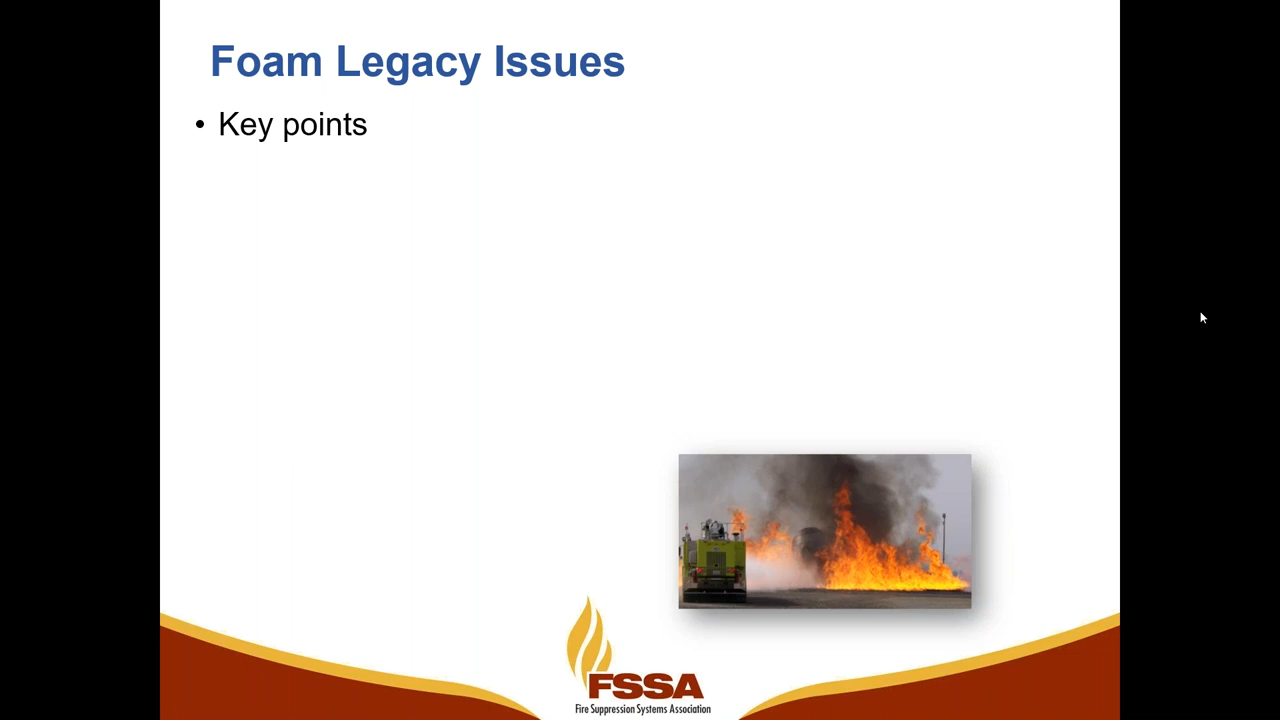 Foam Legacy Issues
• Key points
FSSA
Fire Suppression Systems Association